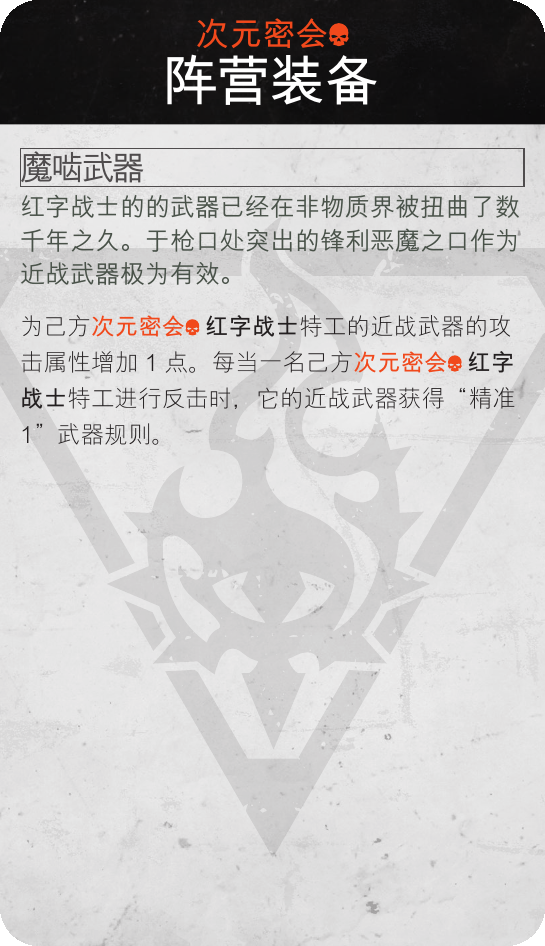 次元密会
阵营装备
魔啮武器
红字战士的的武器已经在非物质界被扭曲了数
千年之久。于枪口处突出的锋利恶魔之口作为
近战武器极为有效。
为己方次元密会 红字战士特工的近战武器的攻
击属性增加 1 点。每当一名己方次元密会 红字
战士特工进行反击时，它的近战武器获得“精准
1”武器规则。